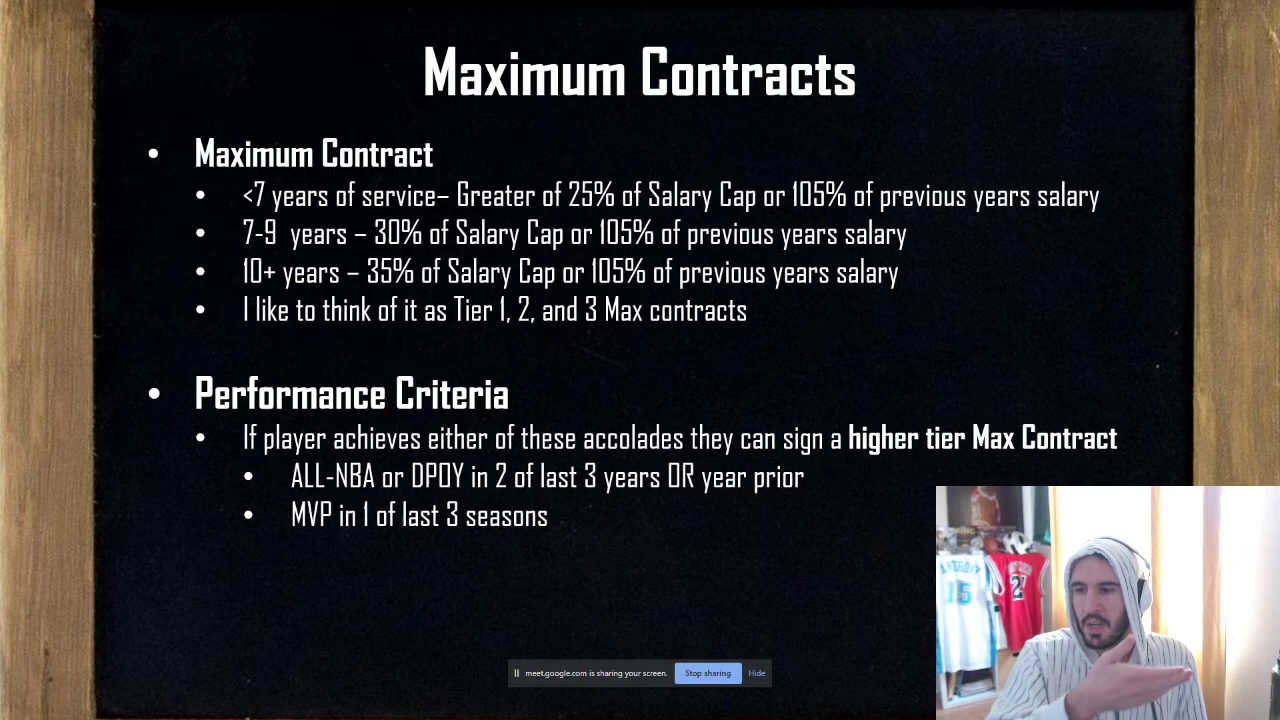 Maximum Contracts
• Maximum Contract
• <7 years of service– Greater of 25% of Salary Cap or 105% of previous years salary
• 7-9 years – 30% of Salary Cap or 105% of previous years salary
• 10+ years – 35% of Salary Cap or 105% of previous years salary
• I like to think of it as Tier 1, 2, and 3 Max contracts
• Performance Criteria
• If player achieves either of these accolades they can sign a higher tier Max Contract
• ALL-NBA or DPOY in 2 of last 3 years OR year prior
• MVP in 1 of last 3 seasons
ANTHONY
15
meet.google.com is sharing your screen. Stop sharing Hide